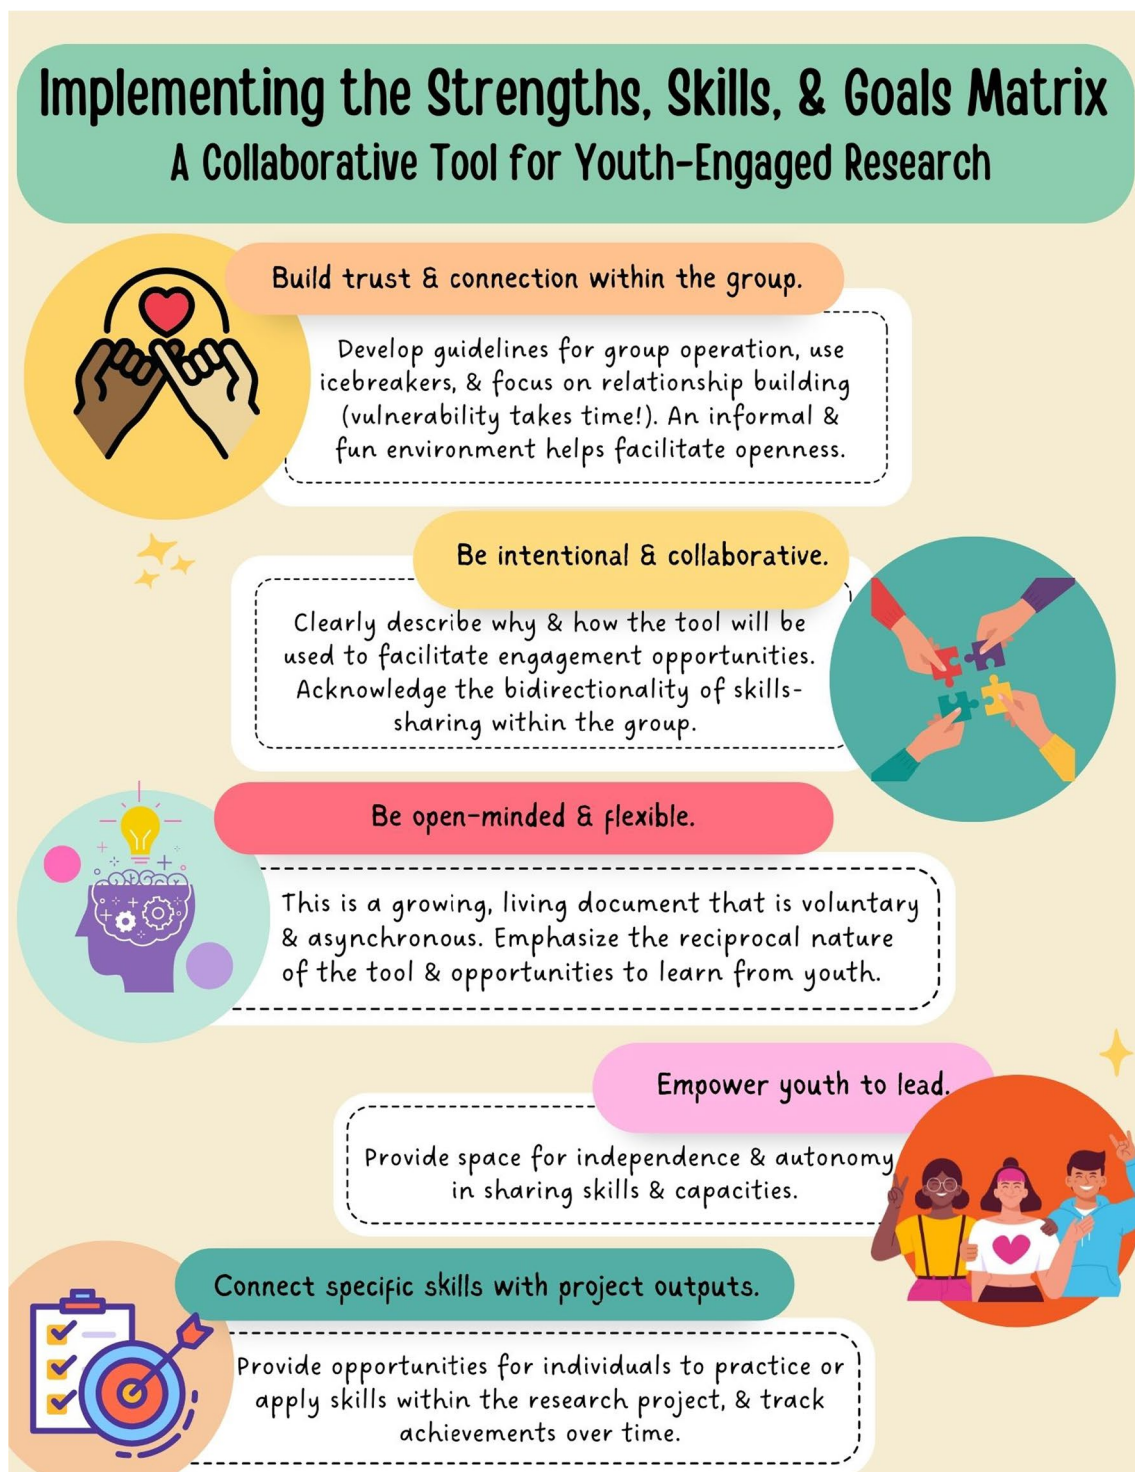 Implementing the Strengths, Skills, & Goals Matrix
A Collaborative Tool for Youth-Engaged Research
Build trust & connection within the group.
Develop guidelines for group operation, use
icebreakers, & focus on relationship building
(vulnerability takes time!). An informal &
fun environment helps facilitate openness.
Be intentional & collaborative.
Clearly describe why & how the tool will be
used to facilitate engagement opportunities.
Acknowledge the bidirectionality of skills-
sharing within the group.
Be open-minded & flexible.
This is a growing, living document that is voluntary
& asynchronous. Emphasize the reciprocal nature
of the tool & opportunities to learn from youth.
Empower youth to lead.
Provide space for independence & autonomy
in sharing skills & capacities.
Connect specific skills with project outputs.
Provide opportunities for individuals to practice or
apply skills within the research project, & track
achievements over time.